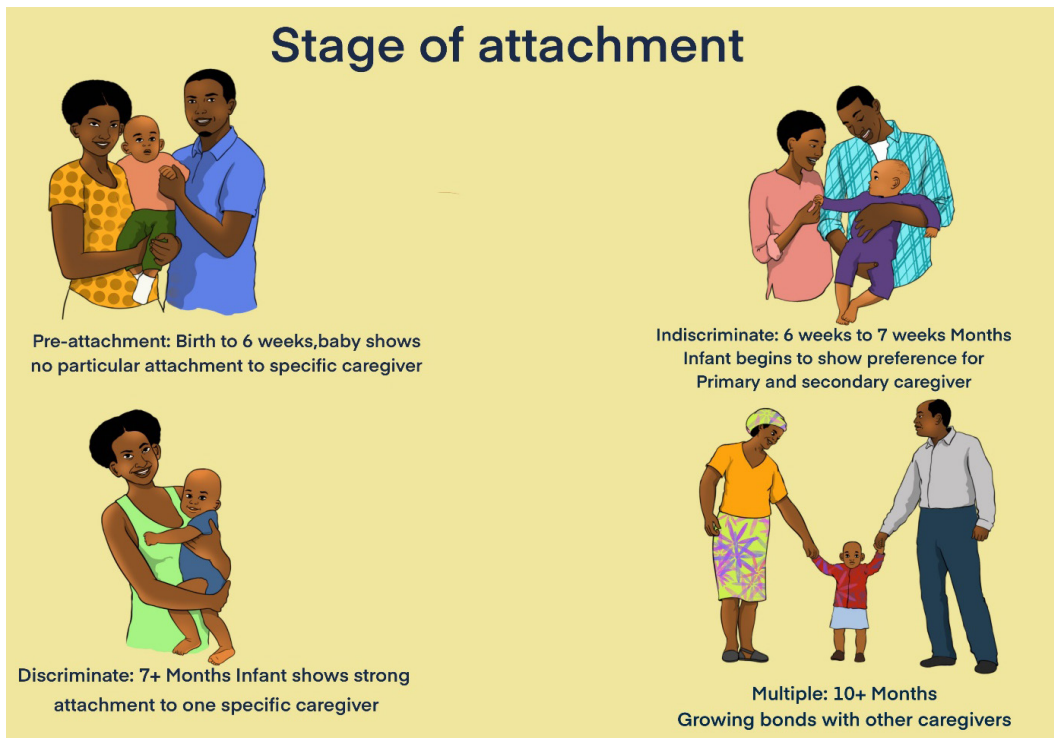 Stage of attachment
Pre-attachment: Birth to 6 weeks,baby shows
no particular attachment to specific caregiver
Indiscriminate: 6 weeks to 7 weeks Months
Infant begins to show preference for
Primary and secondary caregiver
Discriminate: 7+ Months Infant shows strong
attachment to one specific caregiver
Multiple: 10+ Months
Growing bonds with other caregivers